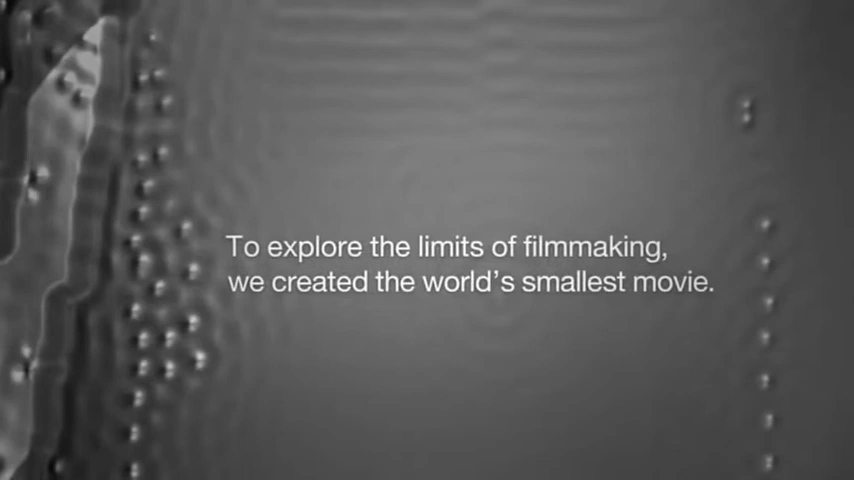 To explore the limits of filmmaking,
we created the world’s smallest movie.